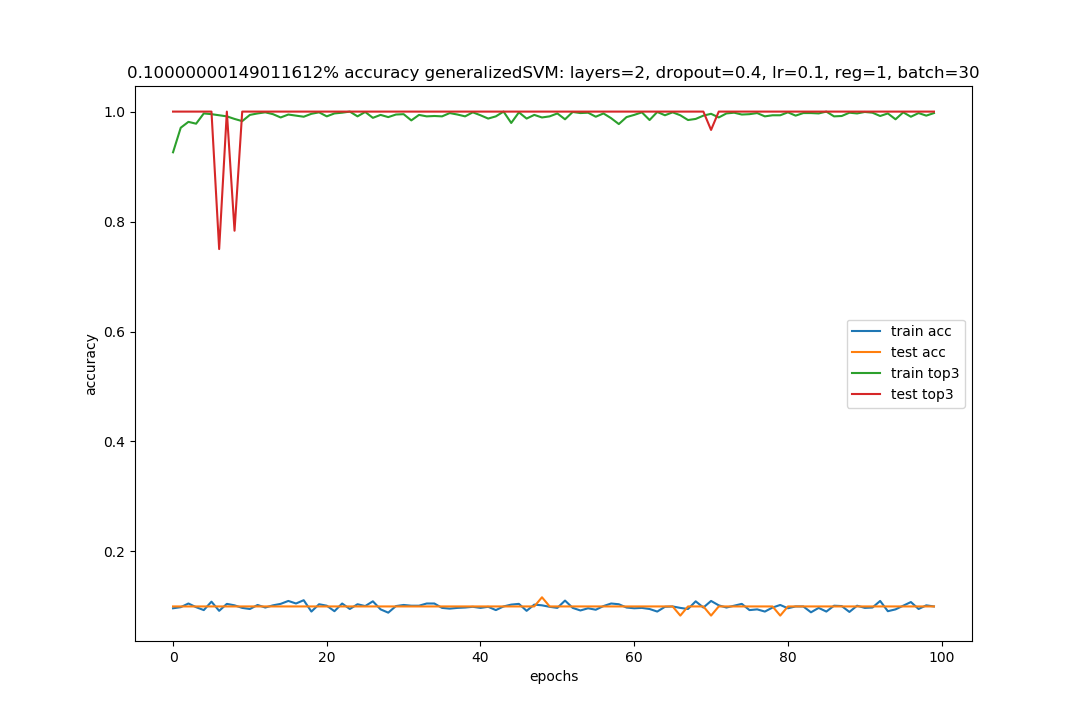 0.10000000149011612% accuracy generalizedSVM: layers=2, dropout=0.4, lr=0.1, reg=1, batch=30
1.0
0.8
0.6
0.4
0.2
accuracy
train acc
test acc
train top3
test top3
0 20 40 60 80 100
epochs